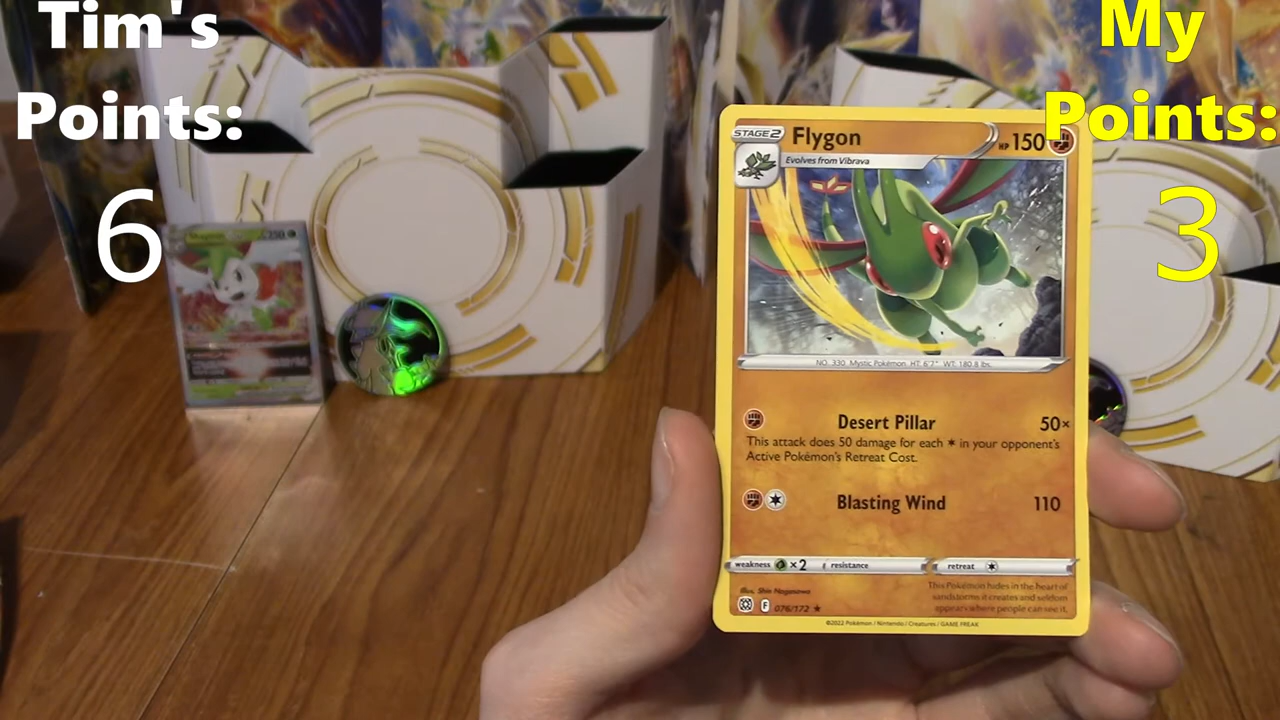 Tim's
Points:
6
My
Points:
3
STAGE 2
Flygon
HP 150
Evolves from Vibrava
NO. 330 Mystic Pokémon HT: 6'7" WT: 180.8 lbs.
Desert Pillar 50×
This attack does 50 damage for each ✶ in your opponent's
Active Pokémon's Retreat Cost.
Blasting Wind 110
weakness ×2 resistance retreat
This Pokémon hides in the heart of
sandstorms it creates and seldom
appears where people can see it.
Illus. Shin Nagasawa
F 076/172 ★
©2022 Pokémon / Nintendo / Creatures / GAME FREAK